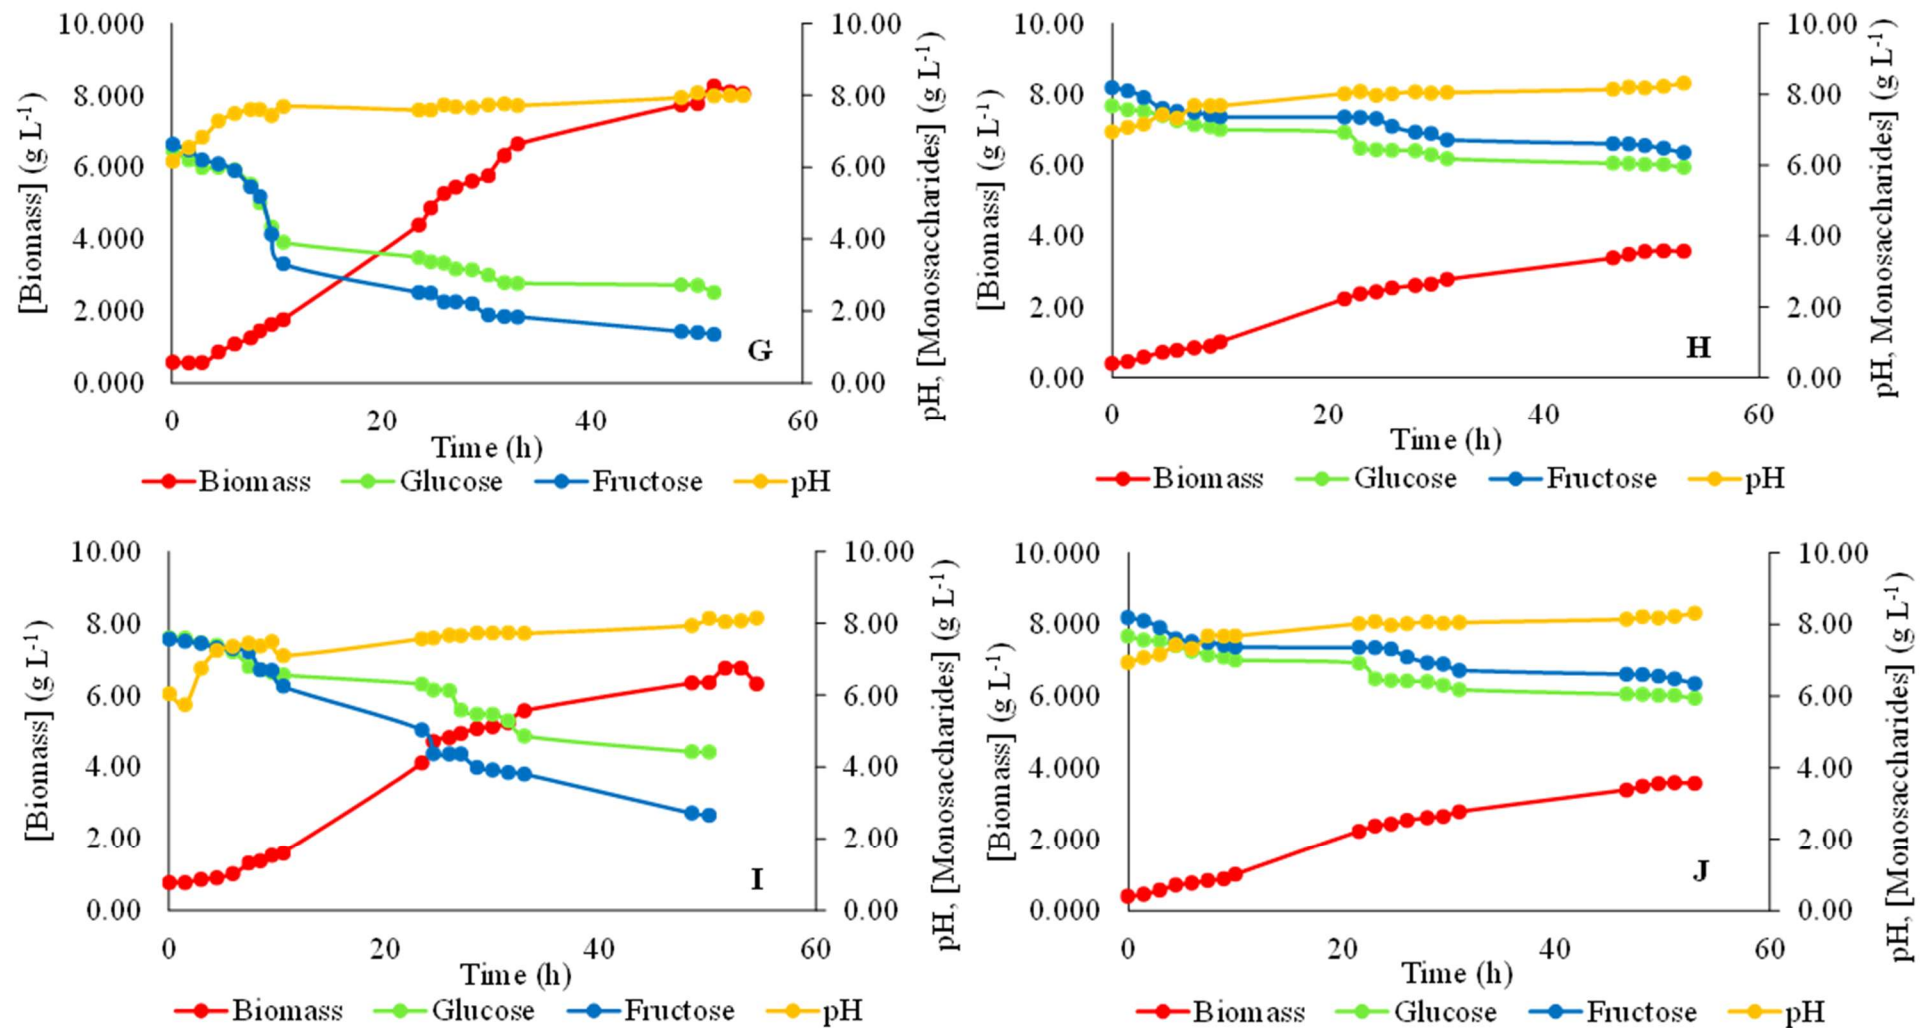 10.000
8.000
6.000
4.000
2.000
0.000
[Biomass] (g L-1)
10.00
8.00
6.00
4.00
2.00
0.00
pH, [Monosaccharides] (g L-1)
G
0 20 40 60
Time (h)
Biomass Glucose Fructose pH
10.00
8.00
6.00
4.00
2.00
0.00
[Biomass] (g L-1)
10.00
8.00
6.00
4.00
2.00
0.00
pH, Monosaccharides] (g L-1)
H
0 20 40 60
Time (h)
Biomass Glucose Fructose pH
10.00
8.00
6.00
4.00
2.00
0.00
[Biomass] (g L-1)
10.00
8.00
6.00
4.00
2.00
0.00
pH, [Monosaccharides] (g L-1)
I
0 20 40 60
Time (h)
Biomass Glucose Fructose pH
10.000
8.000
6.000
4.000
2.000
0.000
[Biomass] (g L-1)
10.00
8.00
6.00
4.00
2.00
0.00
pH, [Monosaccharides] (g L-1)
J
0 20 40 60
Time (h)
Biomass Glucose Fructose pH